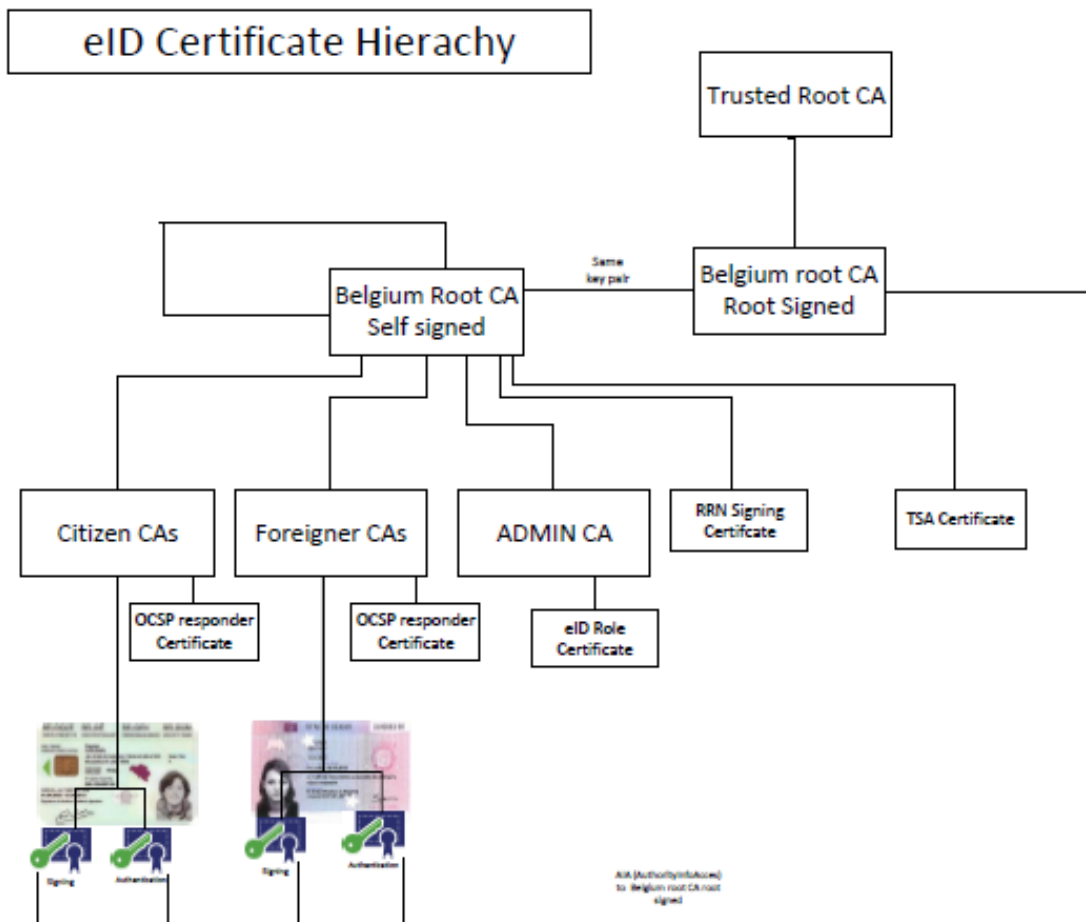 eID Certificate Hierachy
Trusted Root CA
Same
key pair
Belgium root CA
Root Signed
Belgium Root CA
Self signed
Citizen CAs
Foreigner CAs
ADMIN CA
RRN Signing
Certifcate
TSA Certificate
OCSP responder
Certificate
OCSP responder
Certificate
eID Role
Certificate
Signing
Authentication
Signing
Authentication
AIA (AuthorityInfoAcces)
to Belgium root CA root
signed